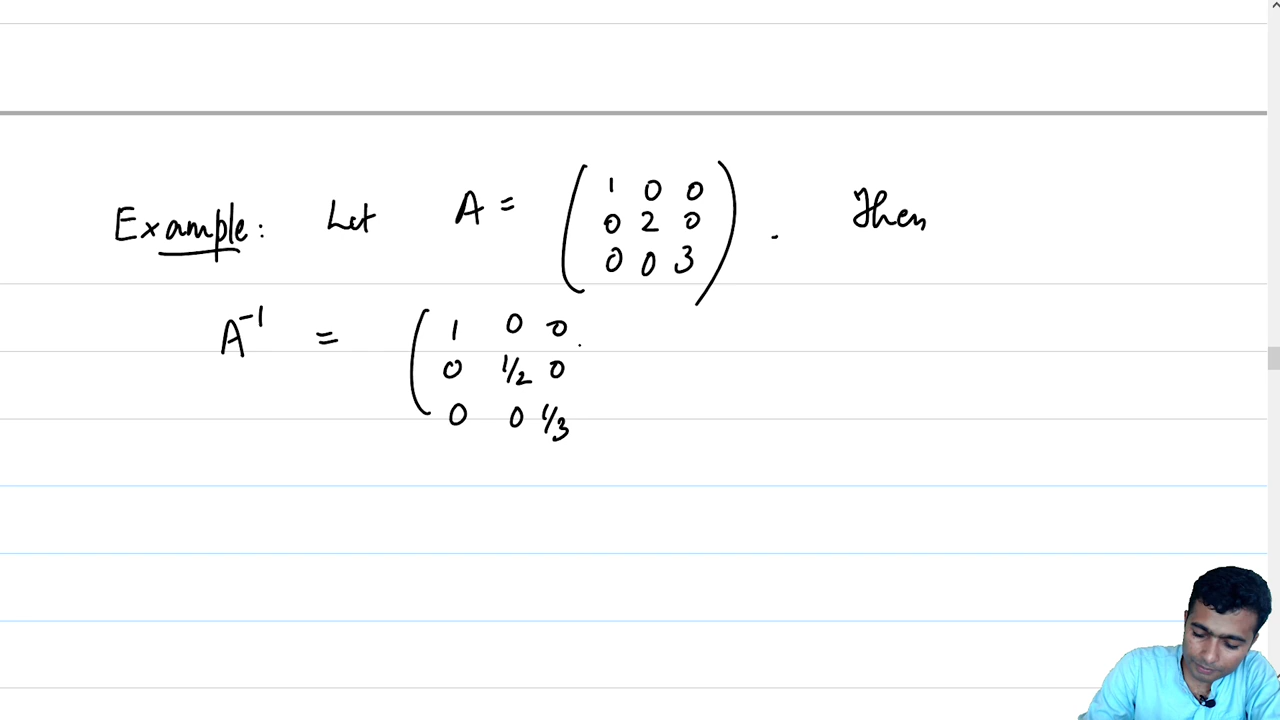 Example: Let A = ( 1 0 0 ) . Then
0 2 0
0 0 3
A⁻¹ = ( 1 0 0
0 1/2 0
0 0 1/3